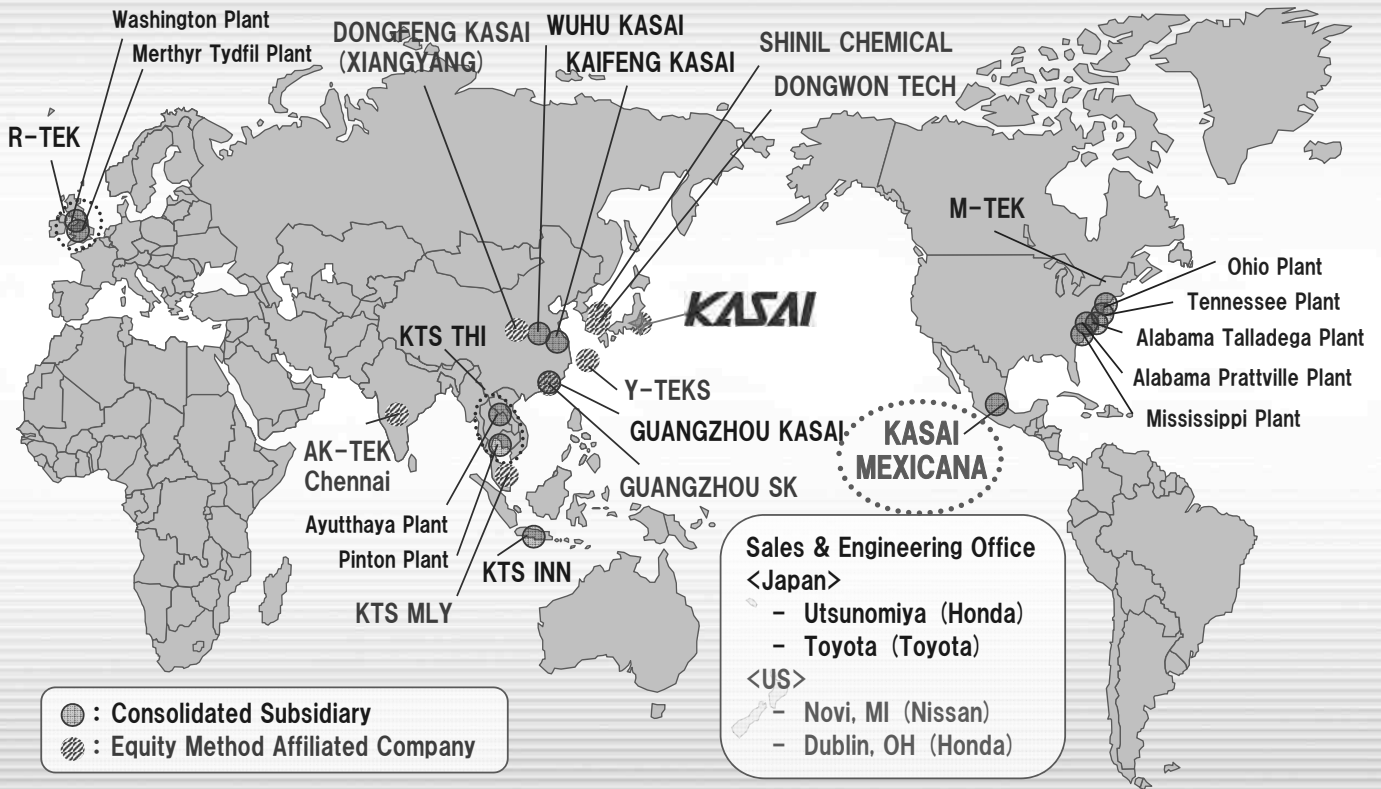 Washington Plant
Merthyr Tydfil Plant
R-TEK
DONGFENG KASAI
(XIANGYANG)
WUHU KASAI
KAIFENG KASAI
SHINIL CHEMICAL
DONGWON TECH
M-TEK
Ohio Plant
Tennessee Plant
Alabama Talladega Plant
Alabama Prattville Plant
Mississippi Plant
KASAI
KTS THI
Y-TEKS
GUANGZHOU KASAI
GUANGZHOU SK
KASAI
MEXICANA
AK-TEK
Chennai
Ayutthaya Plant
Pinton Plant
KTS INN
KTS MLY
Sales & Engineering Office
<Japan>
- Utsunomiya (Honda)
- Toyota (Toyota)
<US>
- Novi, MI (Nissan)
- Dublin, OH (Honda)
: Consolidated Subsidiary
: Equity Method Affiliated Company